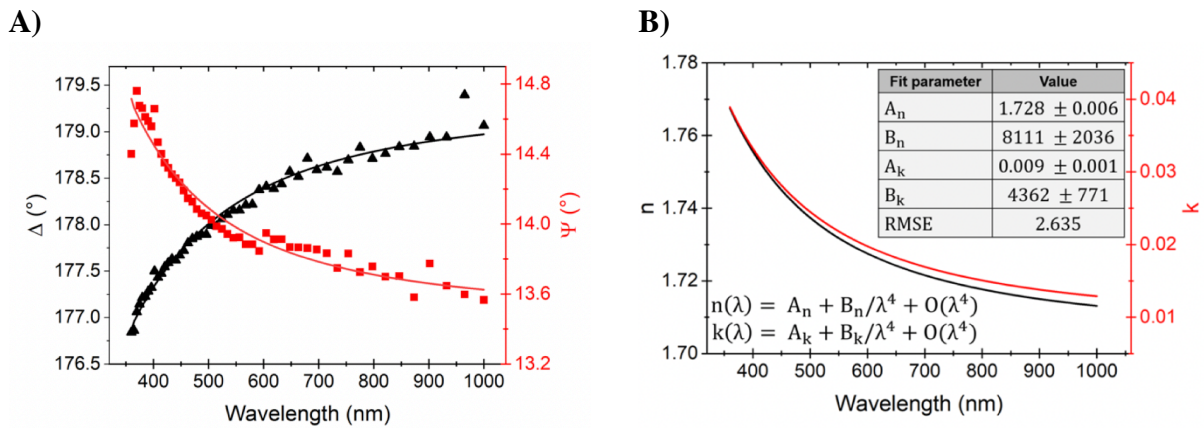 A)
B)
179.5
179.0
178.5
178.0
177.5
177.0
176.5
Δ (°)
14.8
14.4
14.0
13.6
13.2
Ψ (°)
400 500 600 700 800 900 1000
Wavelength (nm)
1.78
1.76
1.74
1.72
1.70
n
0.04
0.03
0.02
0.01
k
Fit parameter Value
Aₙ 1.728 ± 0.006
Bₙ 8111 ± 2036
Aₖ 0.009 ± 0.001
Bₖ 4362 ± 771
RMSE 2.635
n(λ) = Aₙ + Bₙ/λ⁴ + O(λ⁴)
k(λ) = Aₖ + Bₖ/λ⁴ + O(λ⁴)
400 500 600 700 800 900 1000
Wavelength (nm)